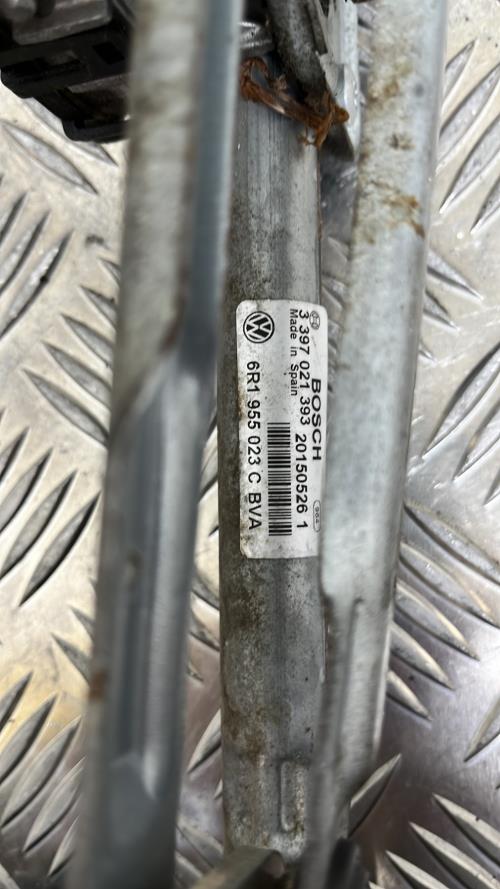 BOSCH
3 397 021 393 20150526 1
Made in Spain
6R1 955 023 C BVA